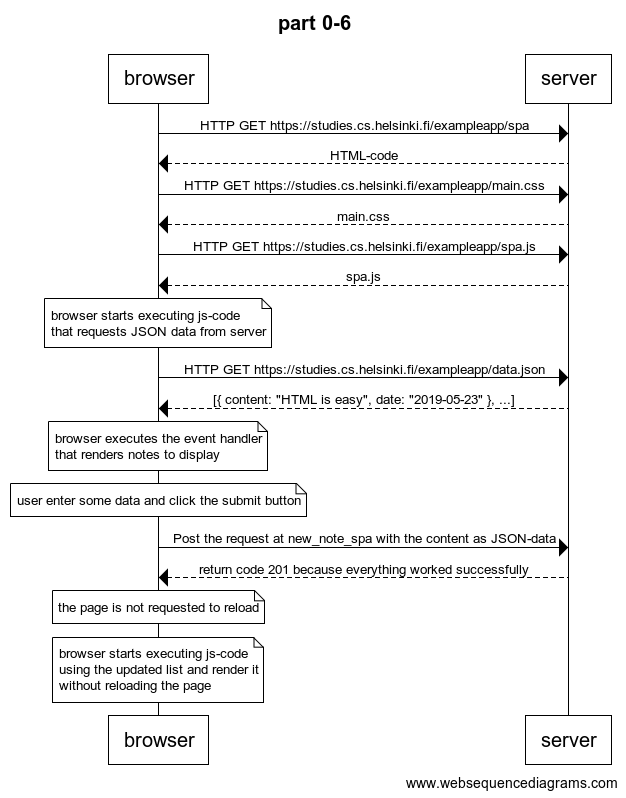 part 0-6
browser
server
HTTP GET https://studies.cs.helsinki.fi/exampleapp/spa
HTML-code
HTTP GET https://studies.cs.helsinki.fi/exampleapp/main.css
main.css
HTTP GET https://studies.cs.helsinki.fi/exampleapp/spa.js
spa.js
browser starts executing js-code
that requests JSON data from server
HTTP GET https://studies.cs.helsinki.fi/exampleapp/data.json
[{ content: "HTML is easy", date: "2019-05-23" }, ...]
browser executes the event handler
that renders notes to display
user enter some data and click the submit button
Post the request at new_note_spa with the content as JSON-data
return code 201 because everything worked successfully
the page is not requested to reload
browser starts executing js-code
using the updated list and render it
without reloading the page
browser
server
www.websequencediagrams.com